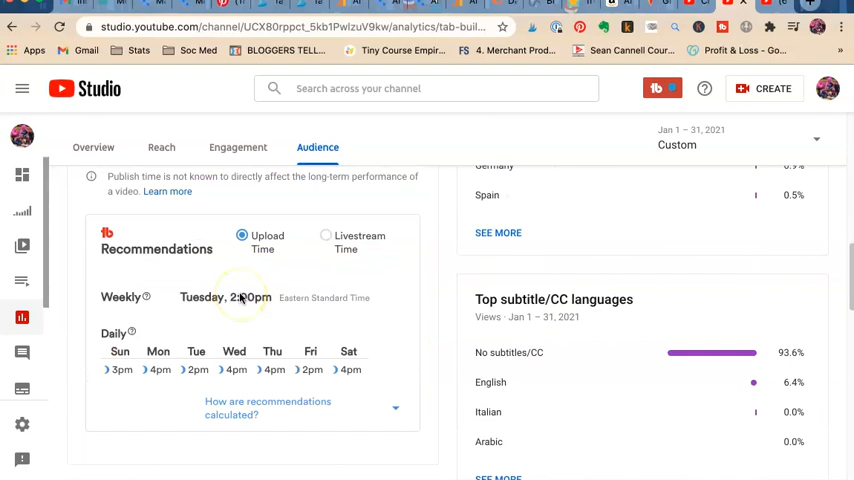 studio.youtube.com/channel/UCX80rppct_5kb1PwlzuV9kw/analytics/tab-buil...
Apps
Gmail
Stats
Soc Med
BLOGGERS TELL...
Tiny Course Empir...
4. Merchant Prod...
Sean Cannell Cour...
Profit & Loss - Go...
Studio
Search across your channel
tb
CREATE
Jan 1 – 31, 2021
Custom
Overview
Reach
Engagement
Audience
Publish time is not known to directly affect the long-term performance of
a video. Learn more
Spain
0.5%
SEE MORE
tb
Recommendations
Upload
Time
Livestream
Time
Weekly
Tuesday, 2:00pm
Eastern Standard Time
Daily
Sun Mon Tue Wed Thu Fri Sat
3pm 4pm 2pm 4pm 4pm 2pm 4pm
How are recommendations
calculated?
Top subtitle/CC languages
Views · Jan 1 – 31, 2021
No subtitles/CC
93.6%
English
6.4%
Italian
0.0%
Arabic
0.0%